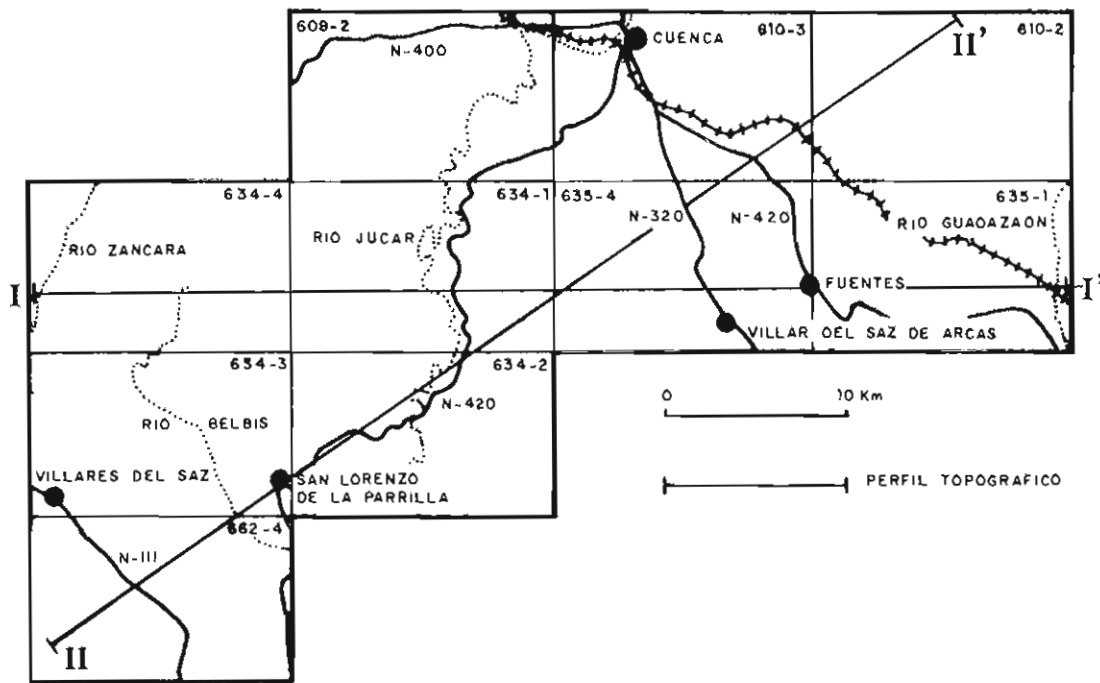 609-2
CUENCA
610-3
II'
610-2
N-400
634-4
634-1
635-4
635-1
N-320
N-420
RIO GUADAZAON
RIO ZANCARA
RIO JUCAR
I
I'
FUENTES
VILLAR DEL SAZ DE ARCAS
634-3
634-2
N-420
0 10 Km
RIO BELBIS
VILLARES DEL SAZ
SAN LORENZO
DE LA PARRILLA
PERFIL TOPOGRAFICO
662-4
N-III
II